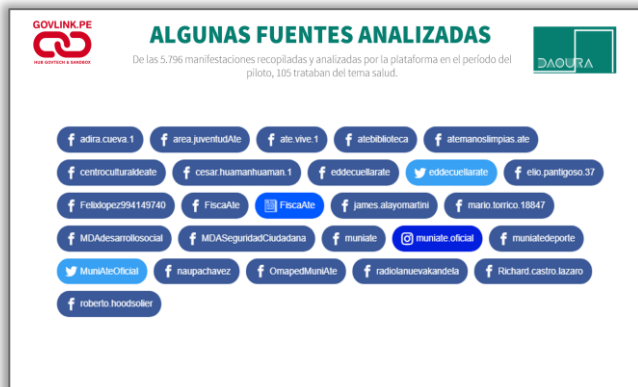 GOVLINK.PE
HUB GOVTECH & SANDBOX
ALGUNAS FUENTES ANALIZADAS
De las 5.796 manifestaciones recopiladas y analizadas por la plataforma en el período del
piloto, 105 trataban del tema salud.
DAOURA
adira.cueva.1 area.juventudAte ate.vive.1 atebiblioteca atemanoslimpias.ate
centroculturaldeate cesar.huamanhuaman.1 eddecuellarate eddecuellarate elio.pantigoso.37
Felixlopez994149740 FiscaAte FiscaAte james.alayomartini mario.torrico.18847
MDAdesarrollosocial MDASeguridadCiudadana muniate muniate.oficial muniatedeporte
MuniAteOficial naupachavez OmapedMuniAte radiolanuevakandela Richard.castro.lazaro
roberto.hoodsolier